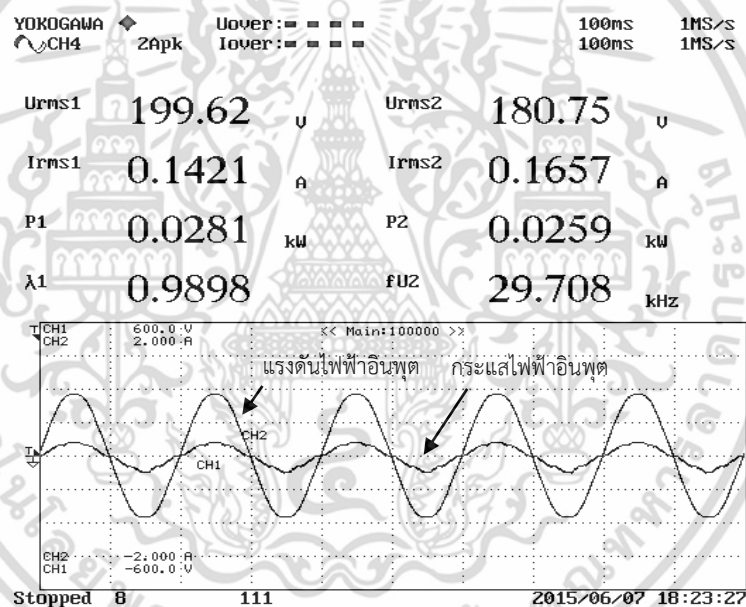 YOKOGAWA Uover: 100ms 1MS/s
CH4 2Apk Iover: 100ms 1MS/s
Urms1 199.62 V Urms2 180.75 V
Irms1 0.1421 A Irms2 0.1657 A
P1 0.0281 kW P2 0.0259 kW
λ1 0.9898 fU2 29.708 kHz
CH1 600.0 V << Main:100000 >>
CH2 2.000 A
แรงดันไฟฟ้าอินพุต กระแสไฟฟ้าอินพุต
CH2
CH1
CH2 -2.000 A
CH1 -600.0 V
Stopped 8 111 2015/06/07 18:23:27